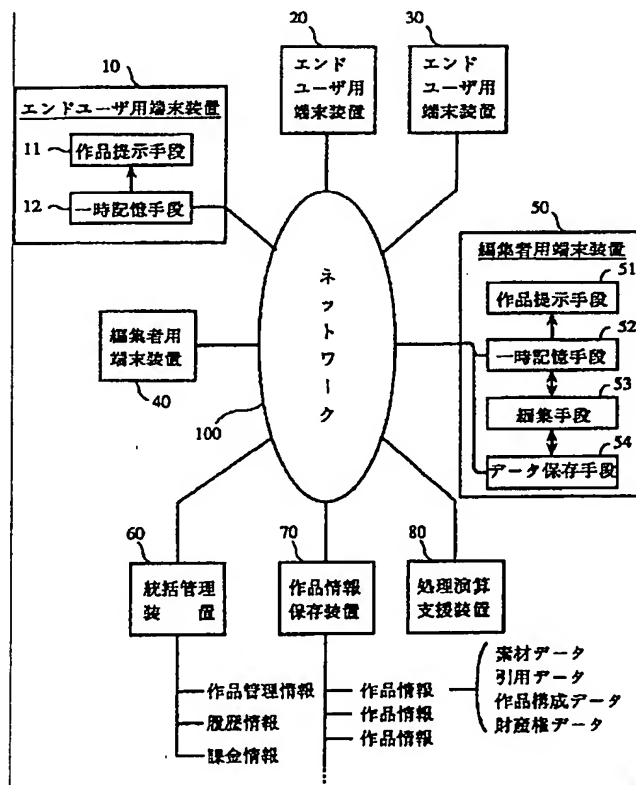 20
30
エンド
ユーザ用
端末装置
エンド
ユーザ用
端末装置
10
エンドユーザ用端末装置
11
作品提示手段
12
一時記憶手段
50
編集者用端末装置
51
作品提示手段
52
一時記憶手段
53
編集手段
54
データ保存手段
ネットワーク
編集者用
端末装置
40
100
60
統括管理
装 置
70
作品情報
保存装置
80
処理演算
支援装置
作品管理情報
履歴情報
課金情報
作品情報
作品情報
作品情報
素材データ
引用データ
作品構成データ
財産権データ